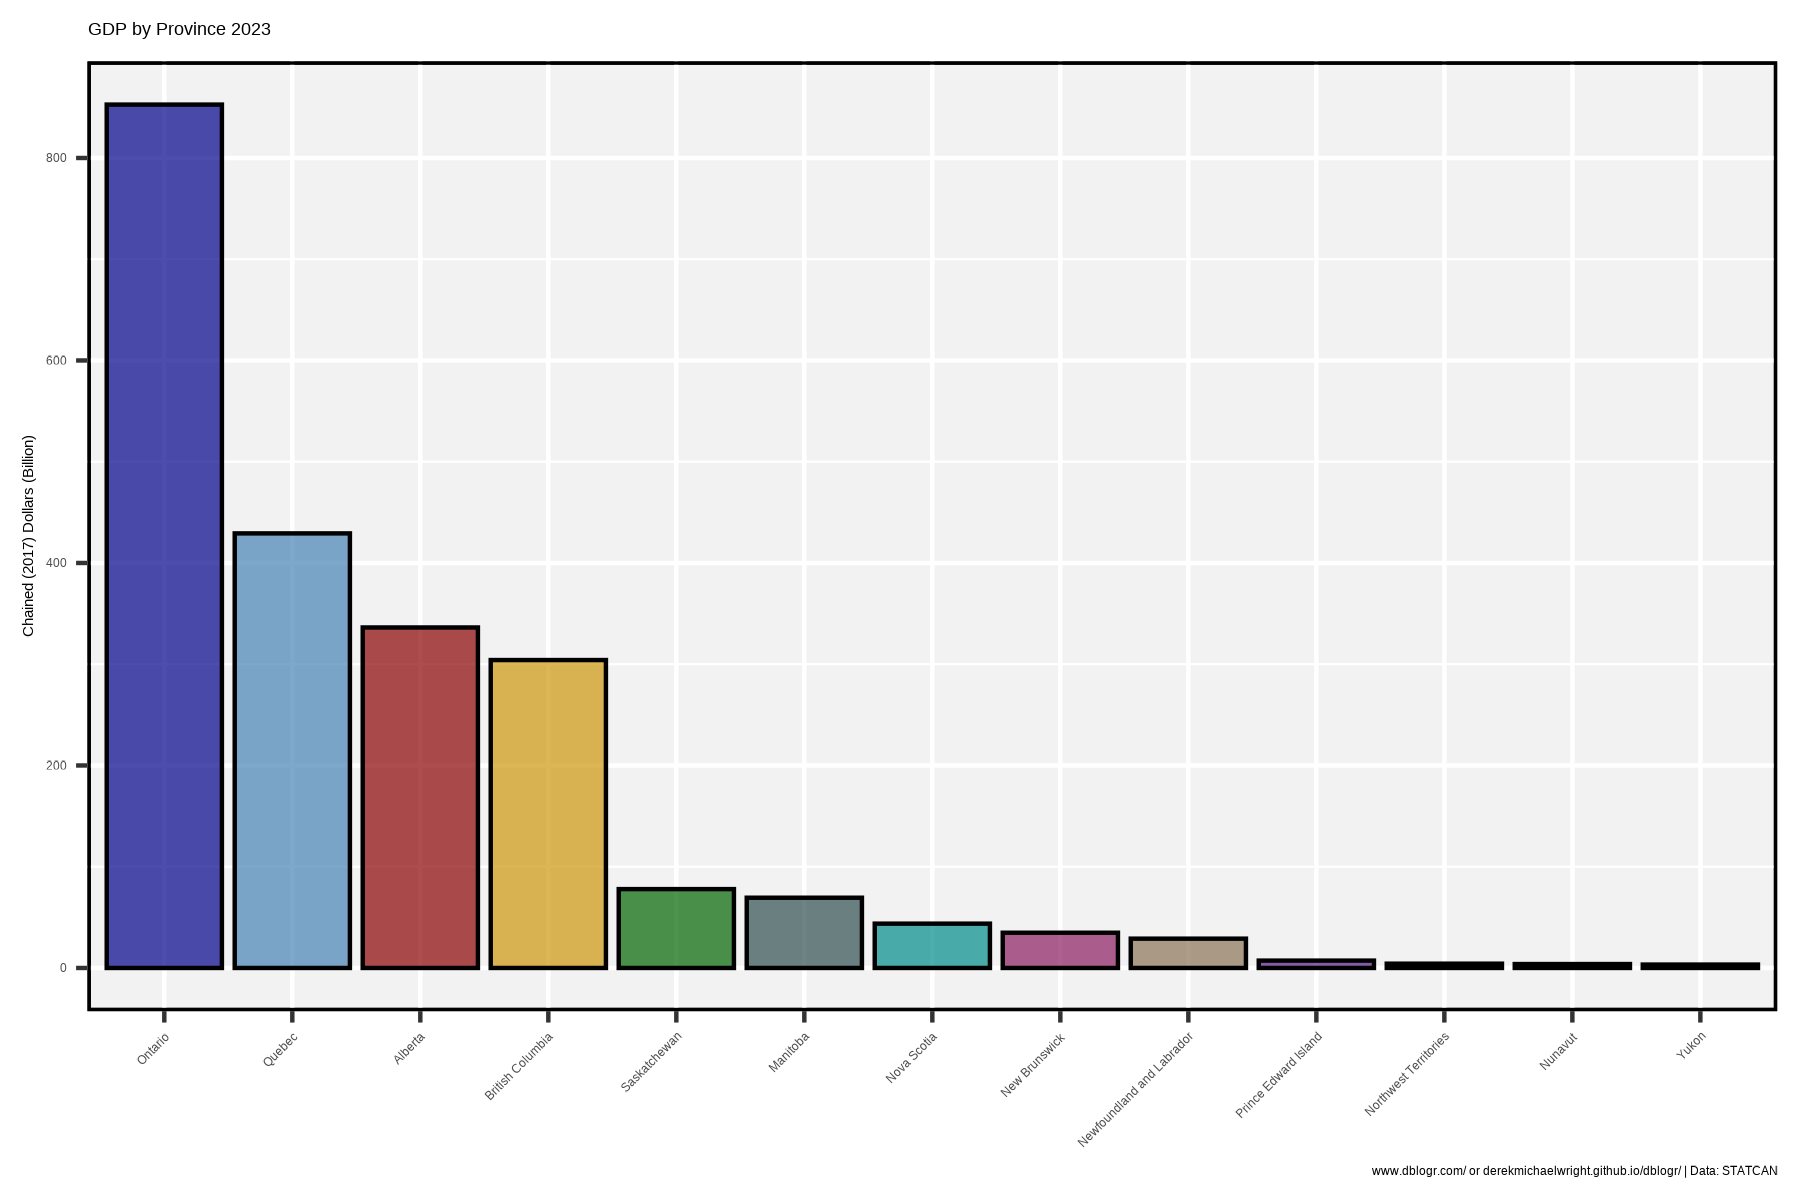 GDP by Province 2023
Chained (2017) Dollars (Billion)
800
600
400
200
0
Ontario
Quebec
Alberta
British Columbia
Saskatchewan
Manitoba
Nova Scotia
New Brunswick
Newfoundland and Labrador
Prince Edward Island
Northwest Territories
Nunavut
Yukon
www.dblogr.com/ or derekmichaelwright.github.io/dblogr/ | Data: STATCAN